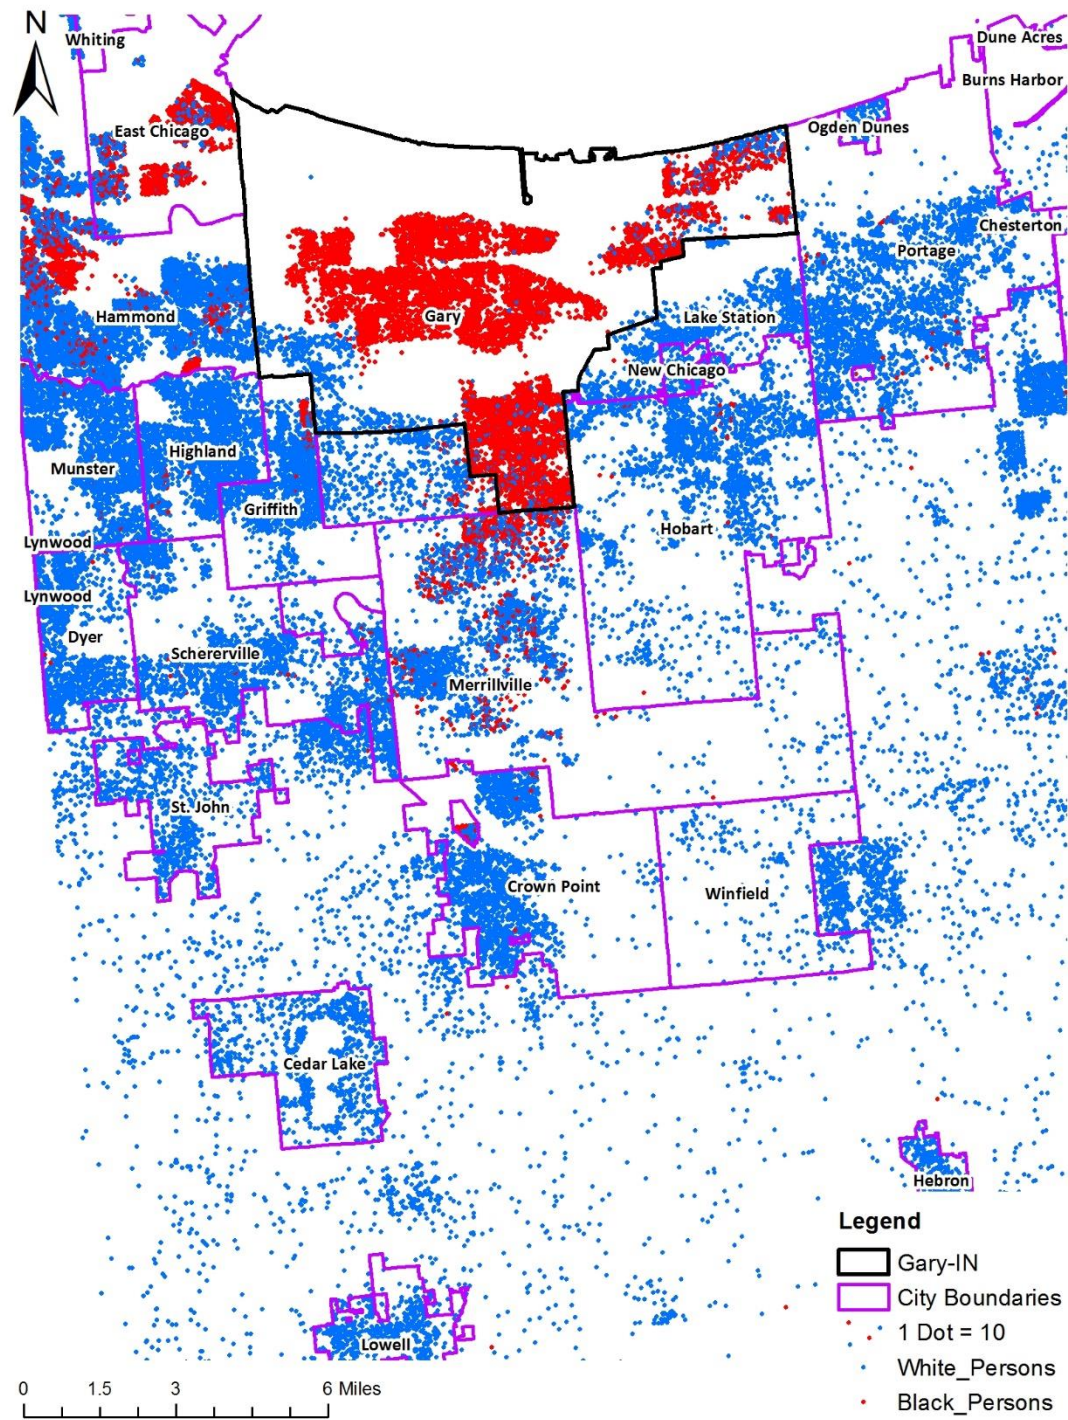 N
Whiting
Dune Acres
Burns Harbor
East Chicago
Ogden Dunes
Chesterton
Portage
Hammond
Gary
Lake Station
New Chicago
Highland
Munster
Griffith
Hobart
Lynwood
Lynwood
Dyer
Schererville
Merrillville
St. John
Crown Point
Winfield
Cedar Lake
Hebron
Lowell
Legend
Gary-IN
City Boundaries
1 Dot = 10
White_Persons
Black_Persons
0 1.5 3 6 Miles